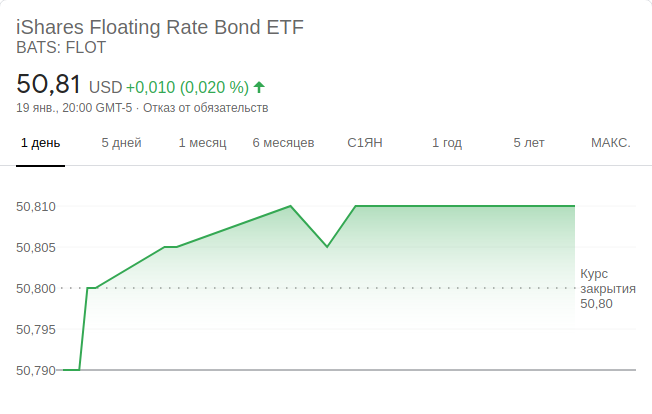 iShares Floating Rate Bond ETF
BATS: FLOT
50,81 USD +0,010 (0,020 %)
19 янв., 20:00 GMT-5 · Отказ от обязательств
1 день 5 дней 1 месяц 6 месяцев С1ЯН 1 год 5 лет МАКС.
50,810
50,805
50,800
50,795
50,790
Курс
закрытия
50,80